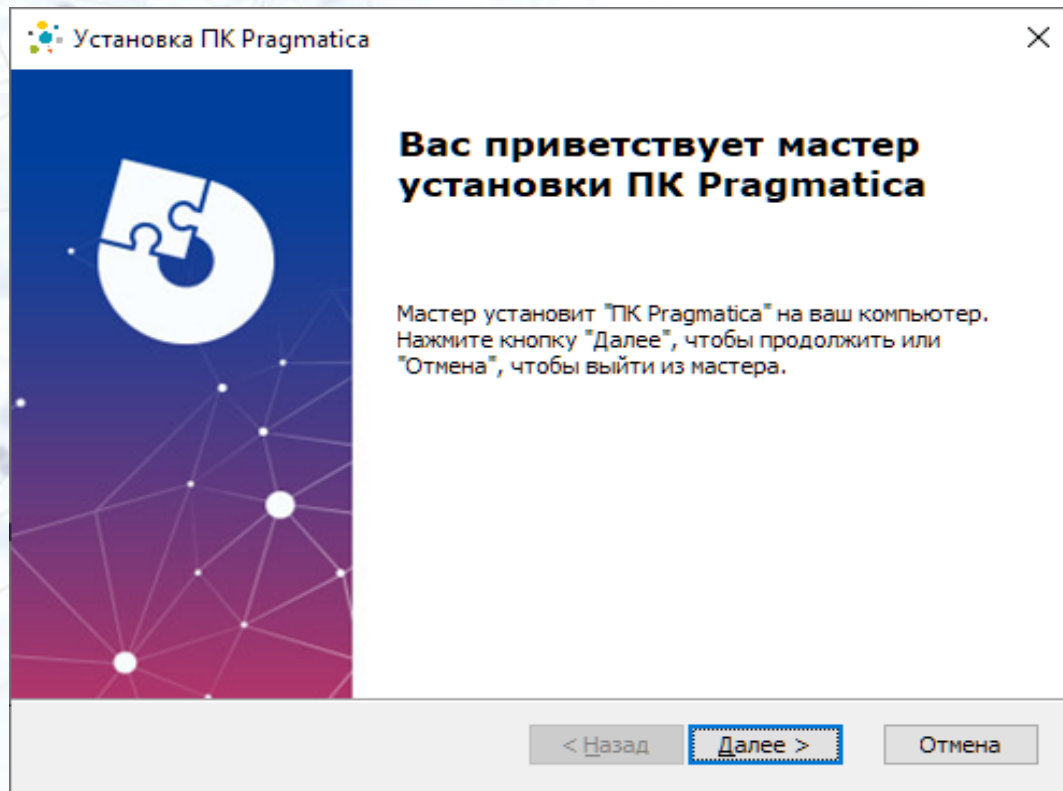 Установка ПК Pragmatica
Вас приветствует мастер
установки ПК Pragmatica
Мастер установит "ПК Pragmatica" на ваш компьютер.
Нажмите кнопку "Далее", чтобы продолжить или
"Отмена", чтобы выйти из мастера.
< Назад
Далее >
Отмена